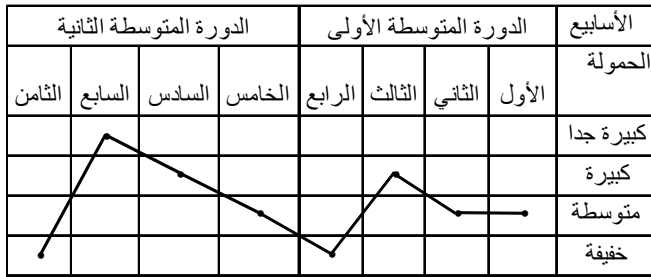 الأسابيع الدورة المتوسطة الأولى الدورة المتوسطة الثانية
الحمولة
الأول الثاني الثالث الرابع الخامس السادس السابع الثامن
كبيرة جدا
كبيرة
متوسطة
خفيفة